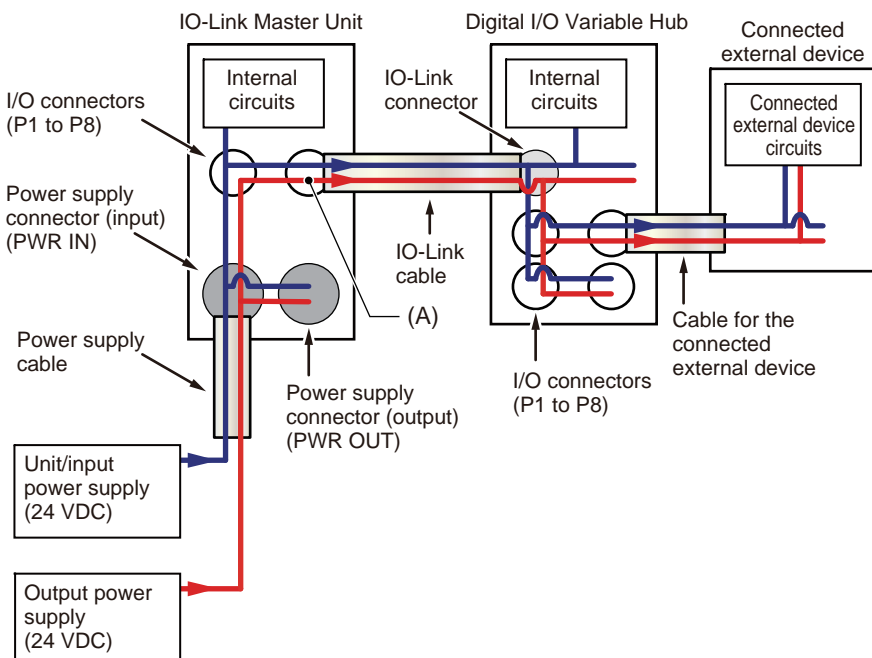 IO-Link Master Unit
Digital I/O Variable Hub
Connected
external device
Internal
circuits
I/O connectors
(P1 to P8)
IO-Link
connector
Internal
circuits
Connected
external device
circuits
Power supply
connector (input)
(PWR IN)
IO-Link
cable
(A)
Power supply
cable
Power supply
connector (output)
(PWR OUT)
I/O connectors
(P1 to P8)
Cable for the
connected
external device
Unit/input
power supply
(24 VDC)
Output power
supply
(24 VDC)